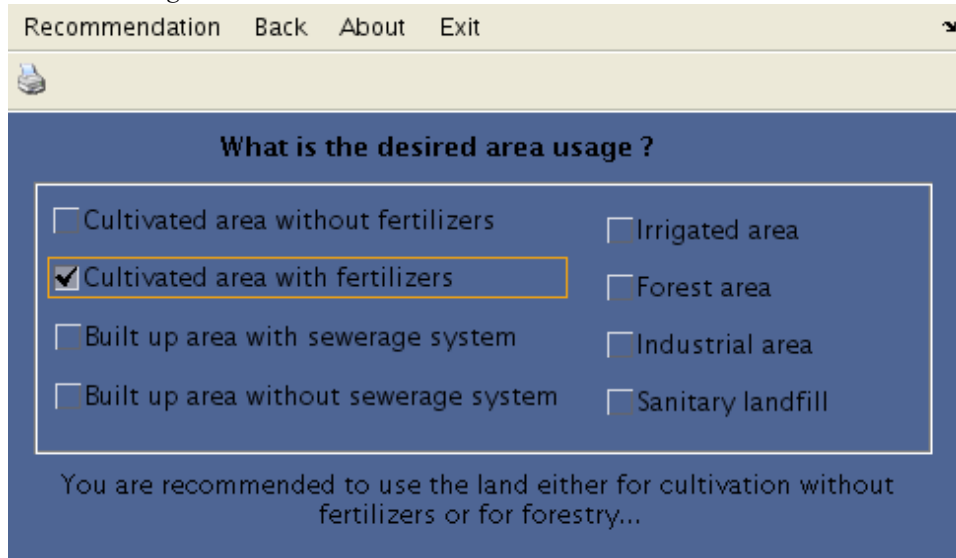 Recommendation Back About Exit
What is the desired area usage ?
Cultivated area without fertilizers
Cultivated area with fertilizers
Built up area with sewerage system
Built up area without sewerage system
Irrigated area
Forest area
Industrial area
Sanitary landfill
You are recommended to use the land either for cultivation without
fertilizers or for forestry...